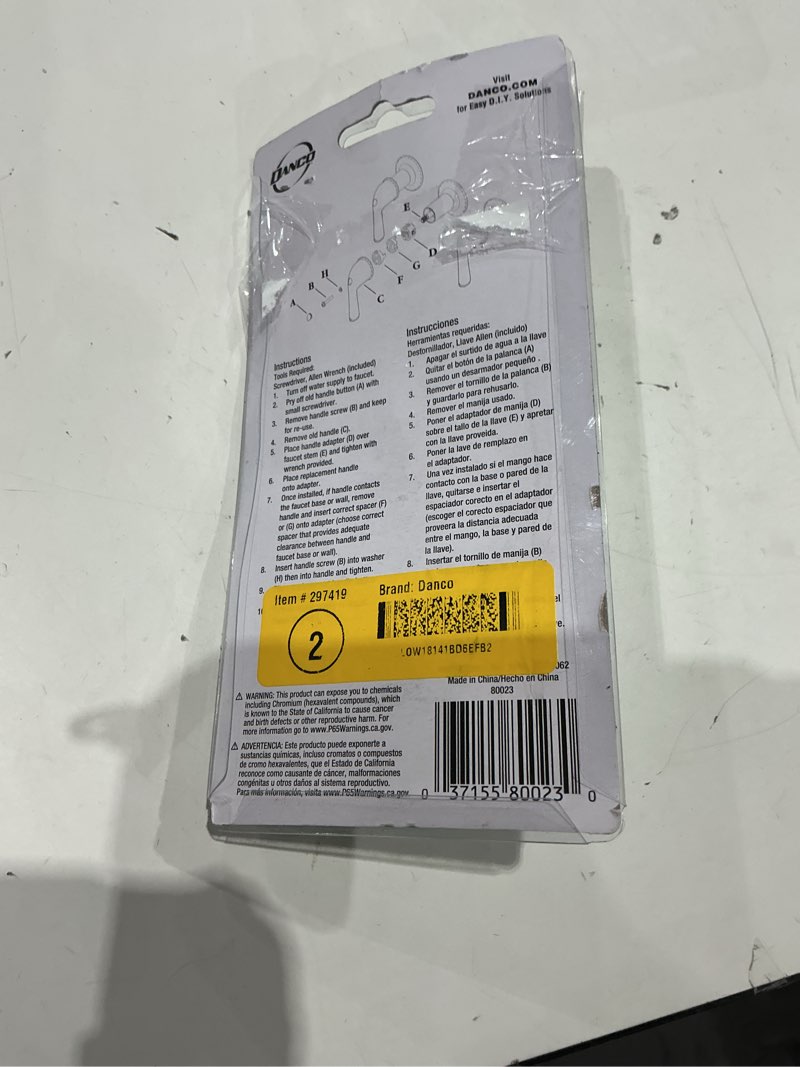 Visit
DANCO.COM
for Easy D.I.Y. Solutions
DANCO
E
D
G
F
H
B
A
C
Instructions
Tools Required:
Screwdriver, Allen Wrench (included)
1. Turn off water supply to faucet.
2. Pry off old handle button (A) with
small screwdriver.
3. Remove handle screw (B) and keep
for re-use.
4. Remove old handle (C).
5. Place handle adapter (D) over
faucet stem (E) and tighten with
wrench provided.
6. Place replacement handle
onto adapter.
7. Once installed, if handle contacts
the faucet base or wall, remove
handle and insert correct spacer (F)
or (G) onto adapter (choose correct
spacer that provides adequate
clearance between handle and
faucet base or wall).
8. Insert handle screw (B) into washer
(H) then into handle and tighten.
9.
Instrucciones
Herramientas requeridas:
Destornillador, Llave Allen (incluido)
1. Apagar el surtido de agua a la llave
2. Quitar el botón de la palanca (A)
usando un desarmador pequeño .
3. Remover el tornillo de la palanca (B)
y guardarlo para rehusarlo.
4. Remover el manija usado.
5. Poner el adaptador de manija (D)
sobre el tallo de la llave (E) y apretar
con la llave proveida.
6. Poner la lave de remplazo en
el adaptador.
7. Una vez instalado si el mango hace
contacto con la base o pared de la
llave, quitarse e insertar el
espaciador corecto en el adaptador
(escoger el corecto espaciador que
proveera la distancia adecuada
entre el mango, la base y pared de
la llave).
8. Insertar el tornillo de manija (B)
el
re.
Item # 297419
Brand: Danco
2
LOW18141BD6EFB2
062
Made in China/Hecho en China
80023
⚠ WARNING: This product can expose you to chemicals
including Chromium (hexavalent compounds), which
is known to the State of California to cause cancer
and birth defects or other reproductive harm. For
more information go to www.P65Warnings.ca.gov.
⚠ ADVERTENCIA: Este producto puede exponerte a
sustancias químicas, incluso cromatos o compuestos
de cromo hexavalentes, que el Estado de California
reconoce como causante de cáncer, malformaciones
congénitas u otros daños al sistema reproductivo.
Para más información, visita www.P65Warnings.ca.gov.
0 37155 80023 0